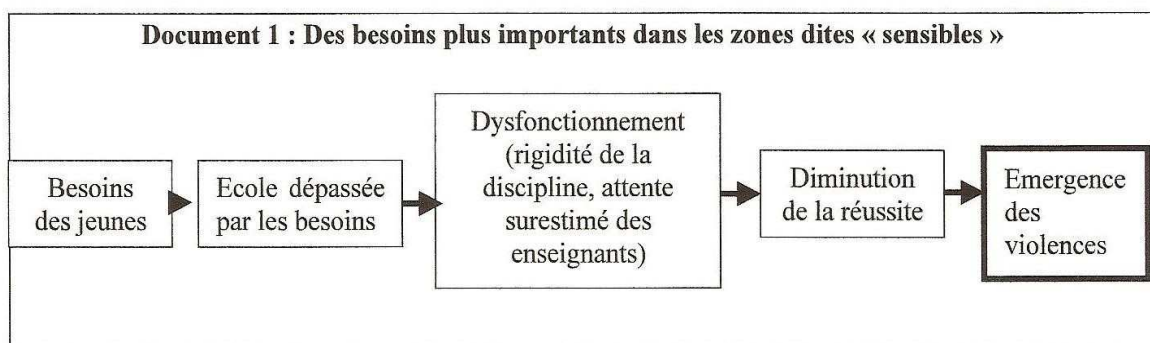 Document 1 : Des besoins plus importants dans les zones dites « sensibles »
Besoins
des jeunes
Ecole dépassée
par les besoins
Dysfonctionnement
(rigidité de la
discipline, attente
surestimé des
enseignants)
Diminution
de la réussite
Emergence
des
violences